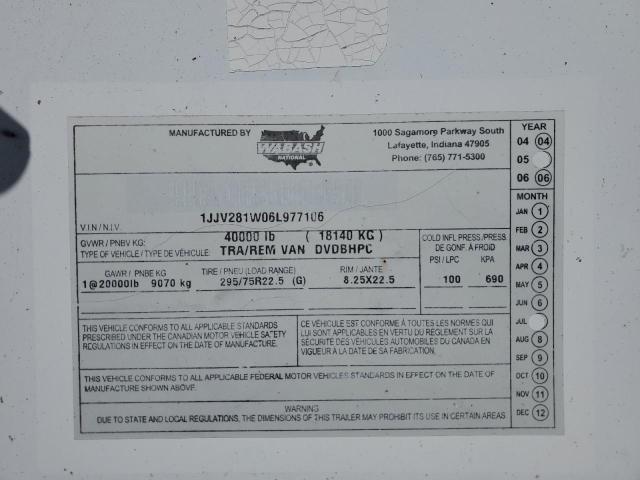 MANUFACTURED BY
WABASH
NATIONAL
1000 Sagamore Parkway South
Lafayette, Indiana 47905
Phone: (765) 771-5300
YEAR
04 04
05
06 06
MONTH
JAN 1
FEB 2
MAR 3
APR 4
MAY 5
JUN 6
JUL
AUG 8
SEP 9
OCT 10
NOV 11
DEC 12
1JJV281W06L977106
V.I.N/N.I.V.
GVWR / PNBV KG: 40000 lb ( 18140 KG )
TYPE OF VEHICLE / TYPE DE VÉHICULE: TRA/REM VAN DVDBHPC
COLD INFL PRESS /PRESS
DE GONF. À FROID
PSI / LPC KPA
100 690
GAWR / PNBE KG TIRE / PNEU (LOAD RANGE) RIM / JANTE
1@20000lb 9070 kg 295/75R22.5 (G) 8.25X22.5
THIS VEHICLE CONFORMS TO ALL APPLICABLE STANDARDS
PRESCRIBED UNDER THE CANADIAN MOTOR VEHICLE SAFETY
REGULATIONS IN EFFECT ON THE DATE OF MANUFACTURE.
CE VÉHICULE EST CONFORME À TOUTES LES NORMES QUI
LUI SONT APPLICABLES EN VERTU DU RÈGLEMENT SUR LA
SÉCURITÉ DES VÉHICULES AUTOMOBILES DU CANADA EN
VIGUEUR À LA DATE DE SA FABRICATION.
THIS VEHICLE CONFORMS TO ALL APPLICABLE FEDERAL MOTOR VEHICLES STANDARDS IN EFFECT ON THE DATE OF
MANUFACTURE SHOWN ABOVE.
WARNING
DUE TO STATE AND LOCAL REGULATIONS, THE DIMENSIONS OF THIS TRAILER MAY PROHIBIT ITS USE IN CERTAIN AREAS